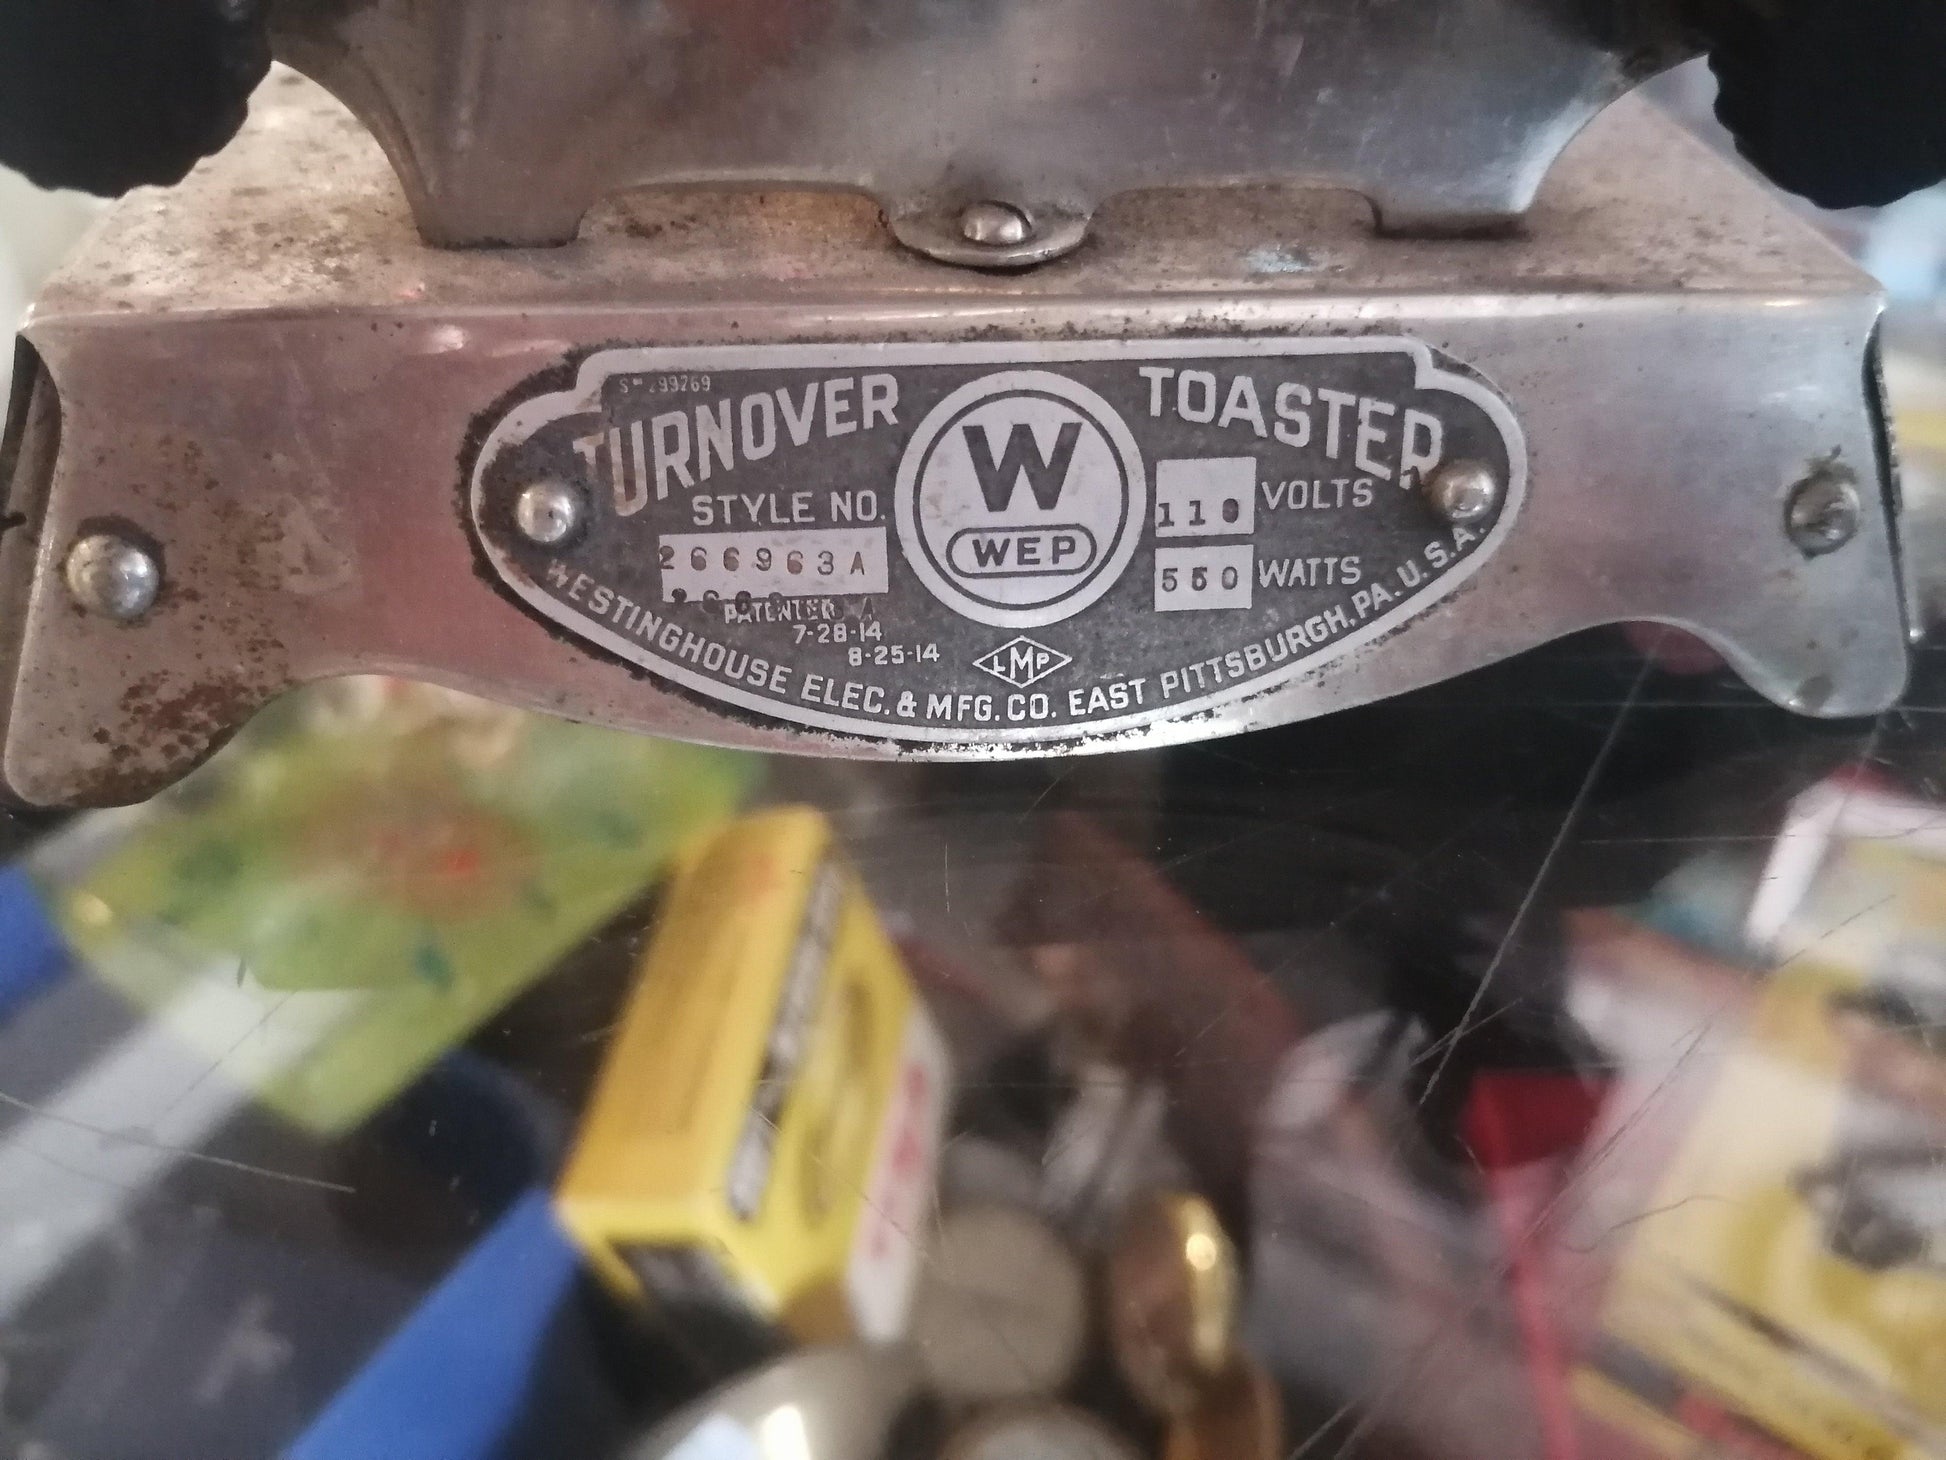 TURNOVER TOASTER
STYLE NO.
266963A
W
WEP
110 VOLTS
550 WATTS
PATENTED
7-28-14
8-25-14
LMP
WESTINGHOUSE ELEC. & MFG. CO. EAST PITTSBURGH, PA. U.S.A.